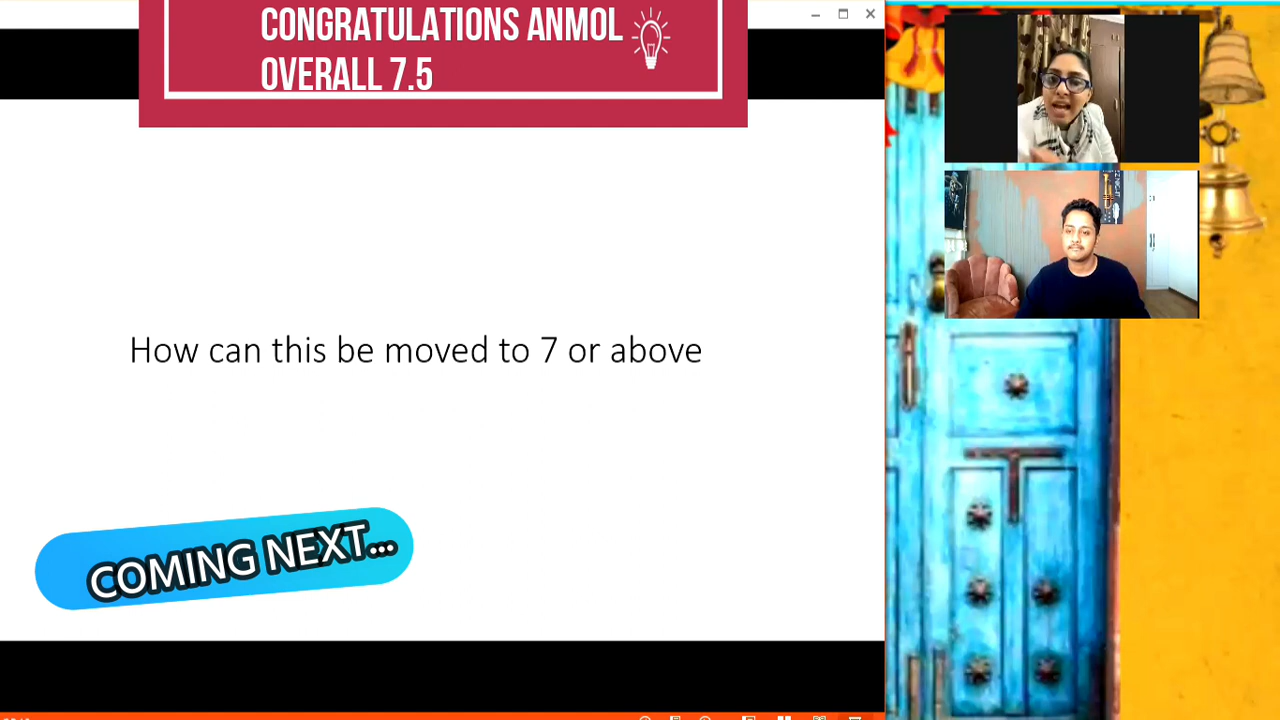 CONGRATULATIONS ANMOL
OVERALL 7.5
How can this be moved to 7 or above
COMING NEXT...